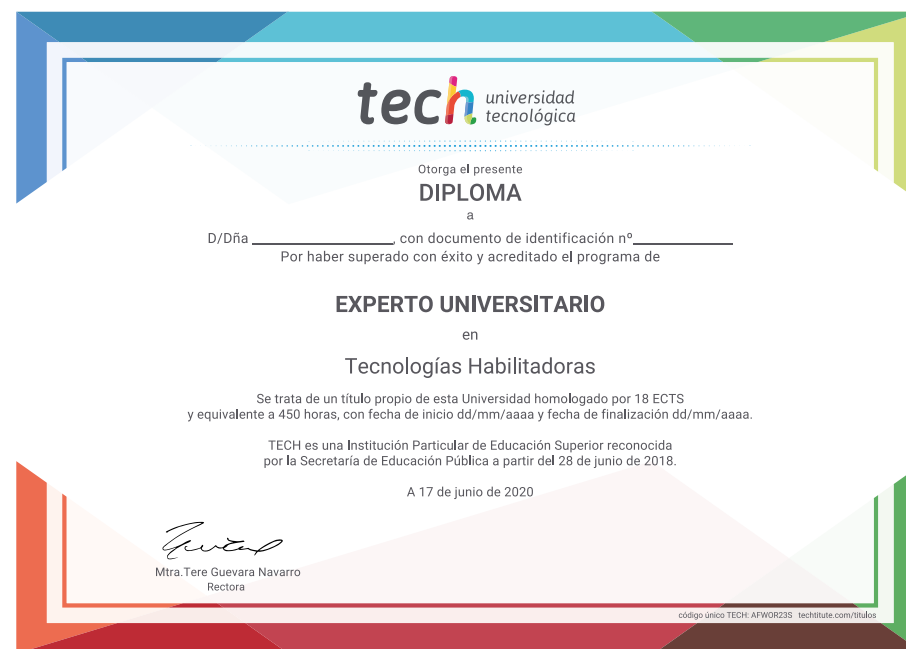 tech universidad
tecnológica
Otorga el presente
DIPLOMA
a
D/Dña ________________, con documento de identificación nº____________
Por haber superado con éxito y acreditado el programa de
EXPERTO UNIVERSITARIO
en
Tecnologías Habilitadoras
Se trata de un título propio de esta Universidad homologado por 18 ECTS
y equivalente a 450 horas, con fecha de inicio dd/mm/aaaa y fecha de finalización dd/mm/aaaa.
TECH es una Institución Particular de Educación Superior reconocida
por la Secretaría de Educación Pública a partir del 28 de junio de 2018.
A 17 de junio de 2020
Mtra.Tere Guevara Navarro
Rectora
código único TECH: AFWOR23S techtitute.com/titulos